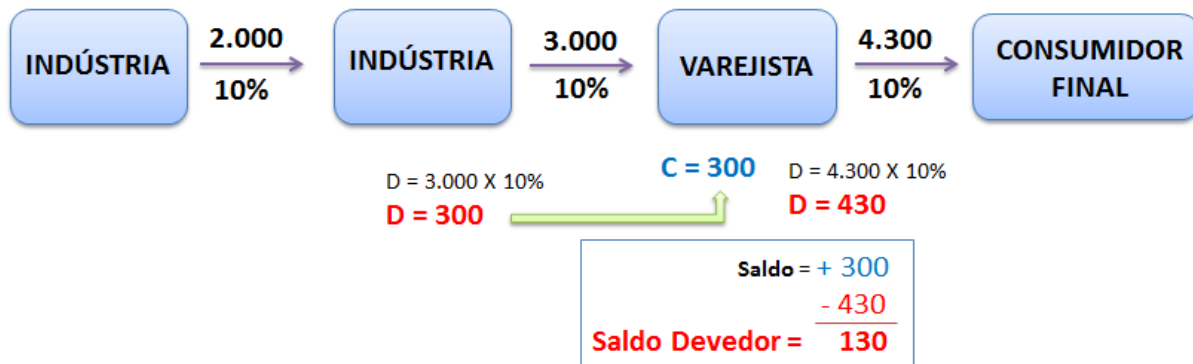 INDÚSTRIA
2.000
10%
INDÚSTRIA
3.000
10%
VAREJISTA
4.300
10%
CONSUMIDOR
FINAL
D = 3.000 X 10%
D = 300
C = 300
D = 4.300 X 10%
D = 430
Saldo = + 300
- 430
Saldo Devedor = 130